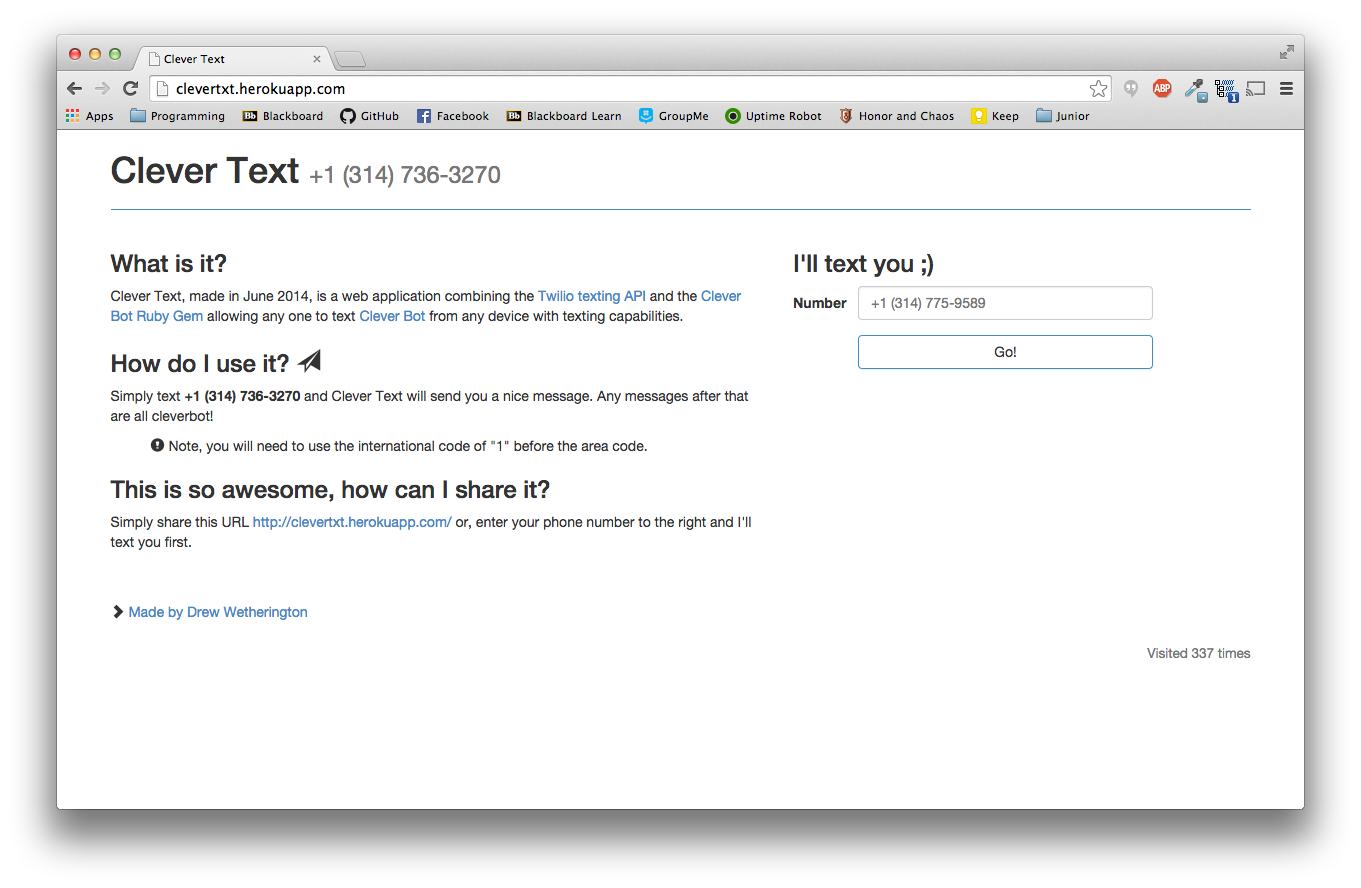 Clever Text
clevertxt.herokuapp.com
ABP
1
Apps Programming Bb Blackboard GitHub Facebook Bb Blackboard Learn GroupMe Uptime Robot Honor and Chaos Keep Junior
Clever Text +1 (314) 736-3270
What is it?
Clever Text, made in June 2014, is a web application combining the Twilio texting API and the Clever
Bot Ruby Gem allowing any one to text Clever Bot from any device with texting capabilities.
How do I use it?
Simply text +1 (314) 736-3270 and Clever Text will send you a nice message. Any messages after that
are all cleverbot!
Note, you will need to use the international code of "1" before the area code.
This is so awesome, how can I share it?
Simply share this URL http://clevertxt.herokuapp.com/ or, enter your phone number to the right and I'll
text you first.
Made by Drew Wetherington
I'll text you ;)
Number +1 (314) 775-9589
Go!
Visited 337 times